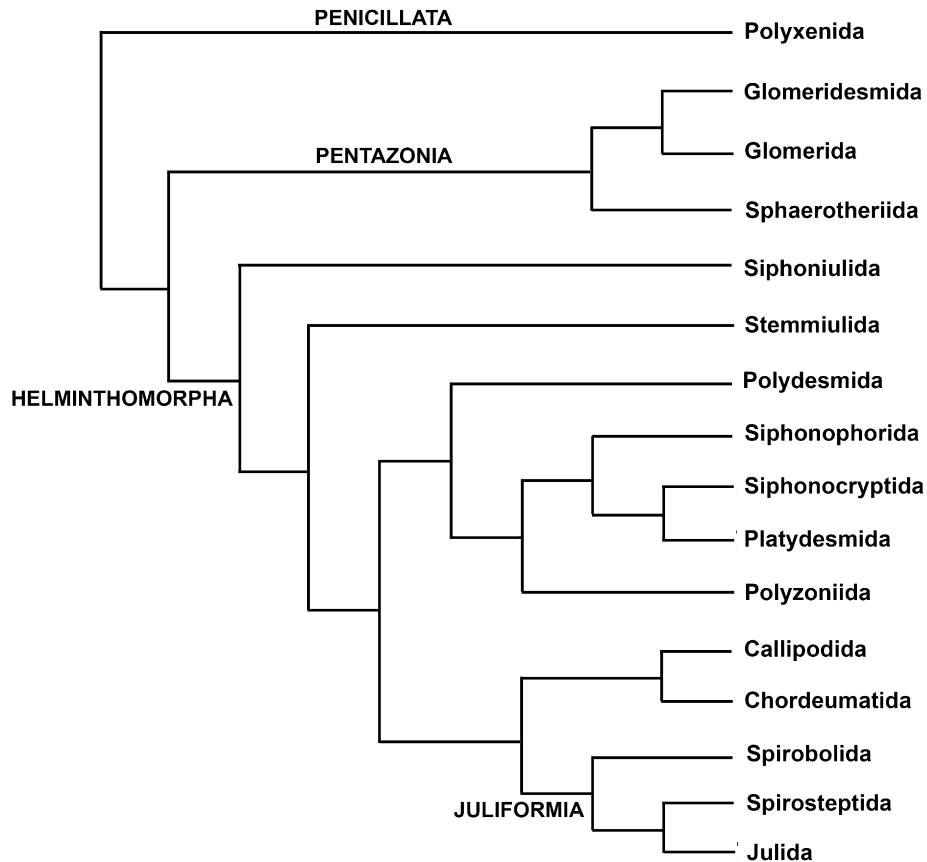 PENICILLATA
Polyxenida
Glomeridesmida
PENTAZONIA
Glomerida
Sphaerotheriida
Siphoniulida
Stemmiulida
Polydesmida
HELMINTHOMORPHA
Siphonophorida
Siphonocryptida
Platydesmida
Polyzoniida
Callipodida
Chordeumatida
Spirobolida
Spirosteptida
JULIFORMIA
Julida